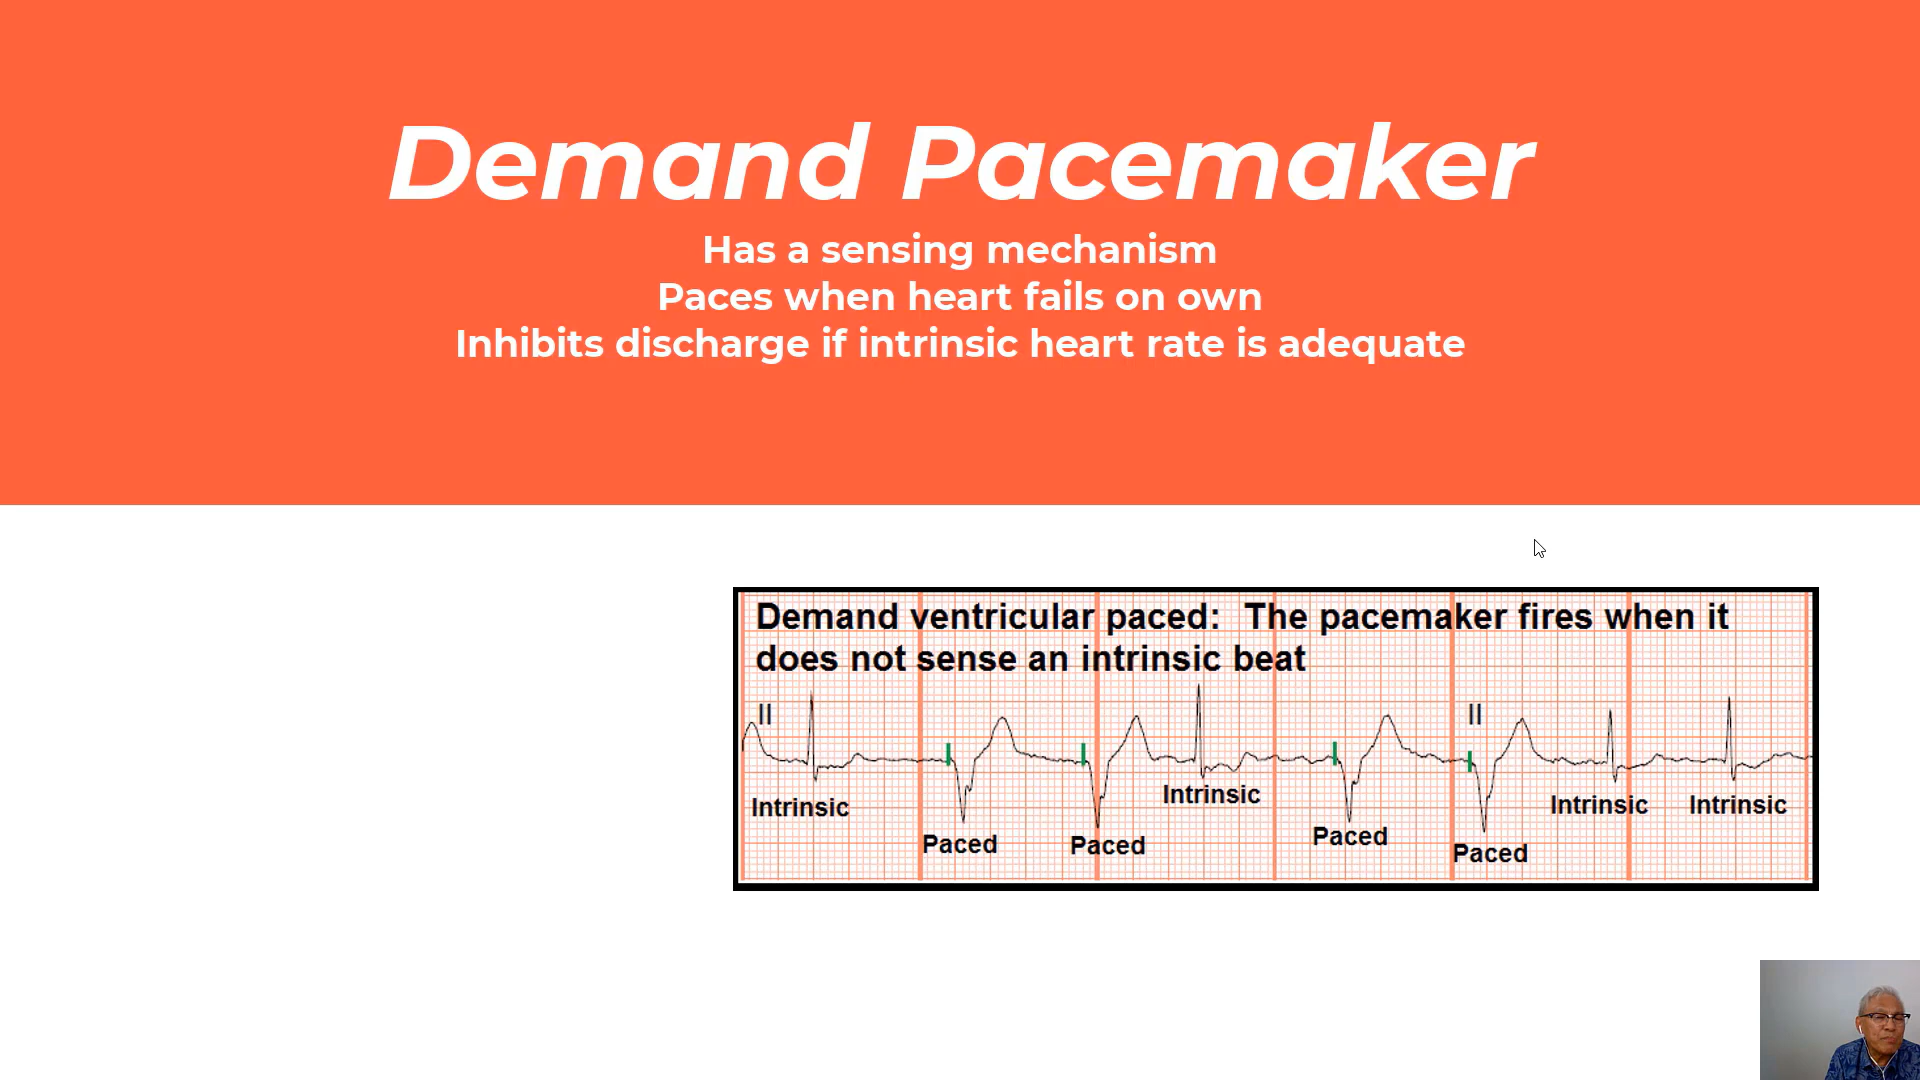 Demand Pacemaker
Has a sensing mechanism
Paces when heart fails on own
Inhibits discharge if intrinsic heart rate is adequate
Demand ventricular paced: The pacemaker fires when it
does not sense an intrinsic beat
II II
Intrinsic Paced Paced Intrinsic Paced Paced Intrinsic Intrinsic